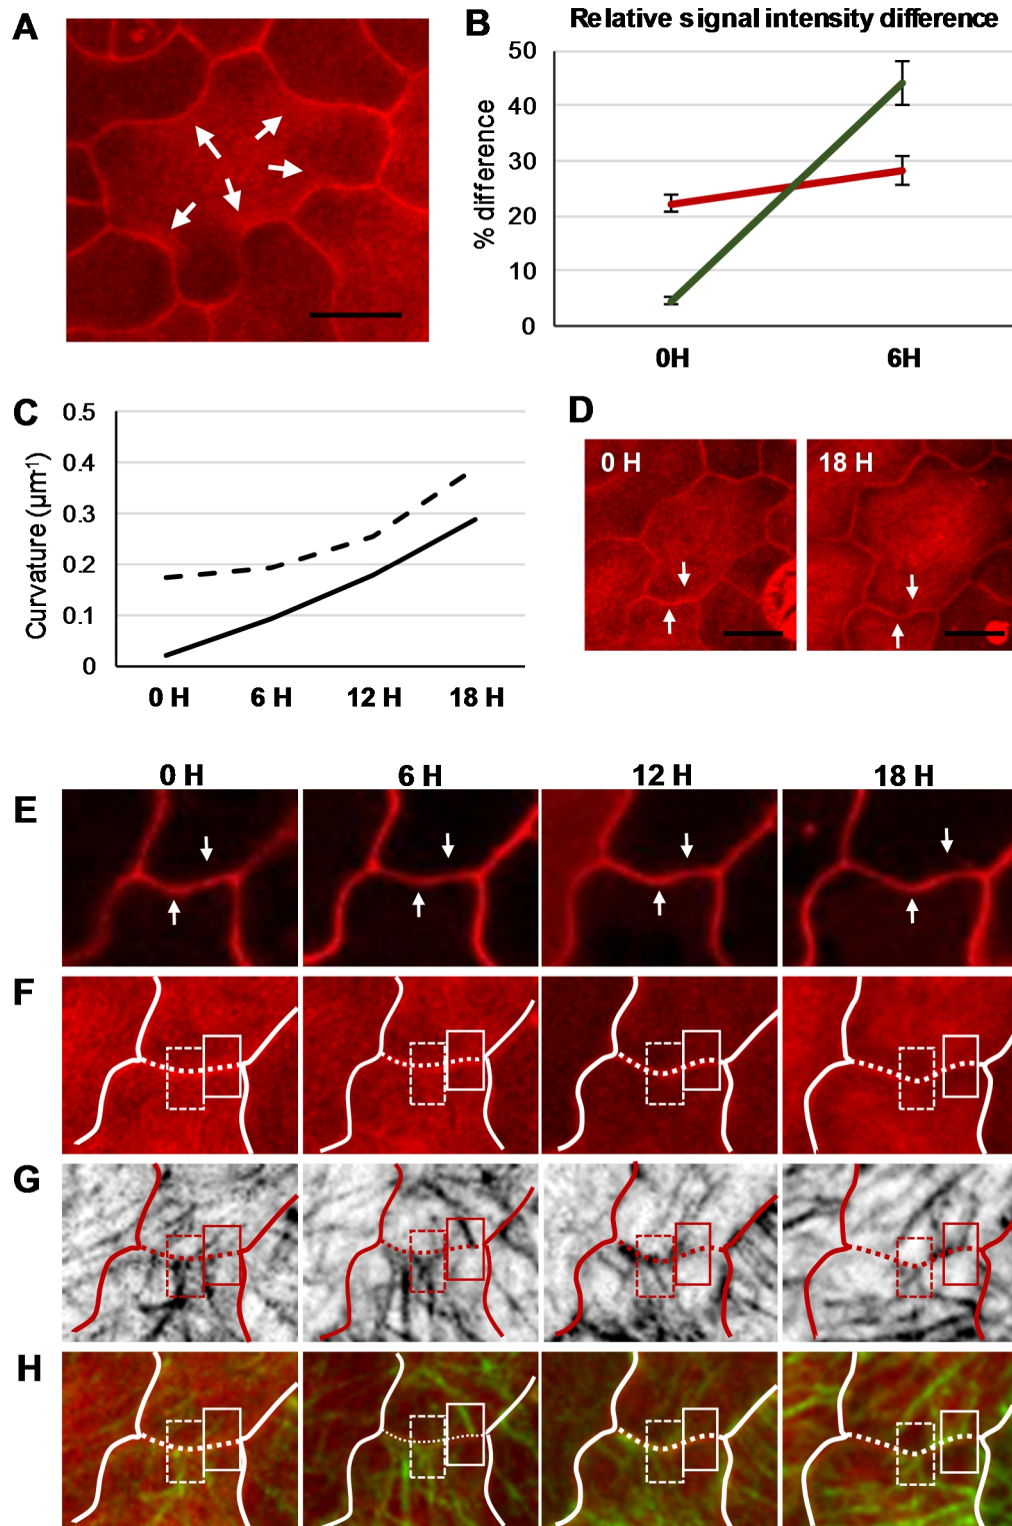 A
B
Relative signal intensity difference
% difference
50
40
30
20
10
0
0H
6H
C
Curvature (µm⁻¹)
0.5
0.4
0.3
0.2
0.1
0
0 H
6 H
12 H
18 H
D
0 H
18 H
0 H
6 H
12 H
18 H
E
F
G
H